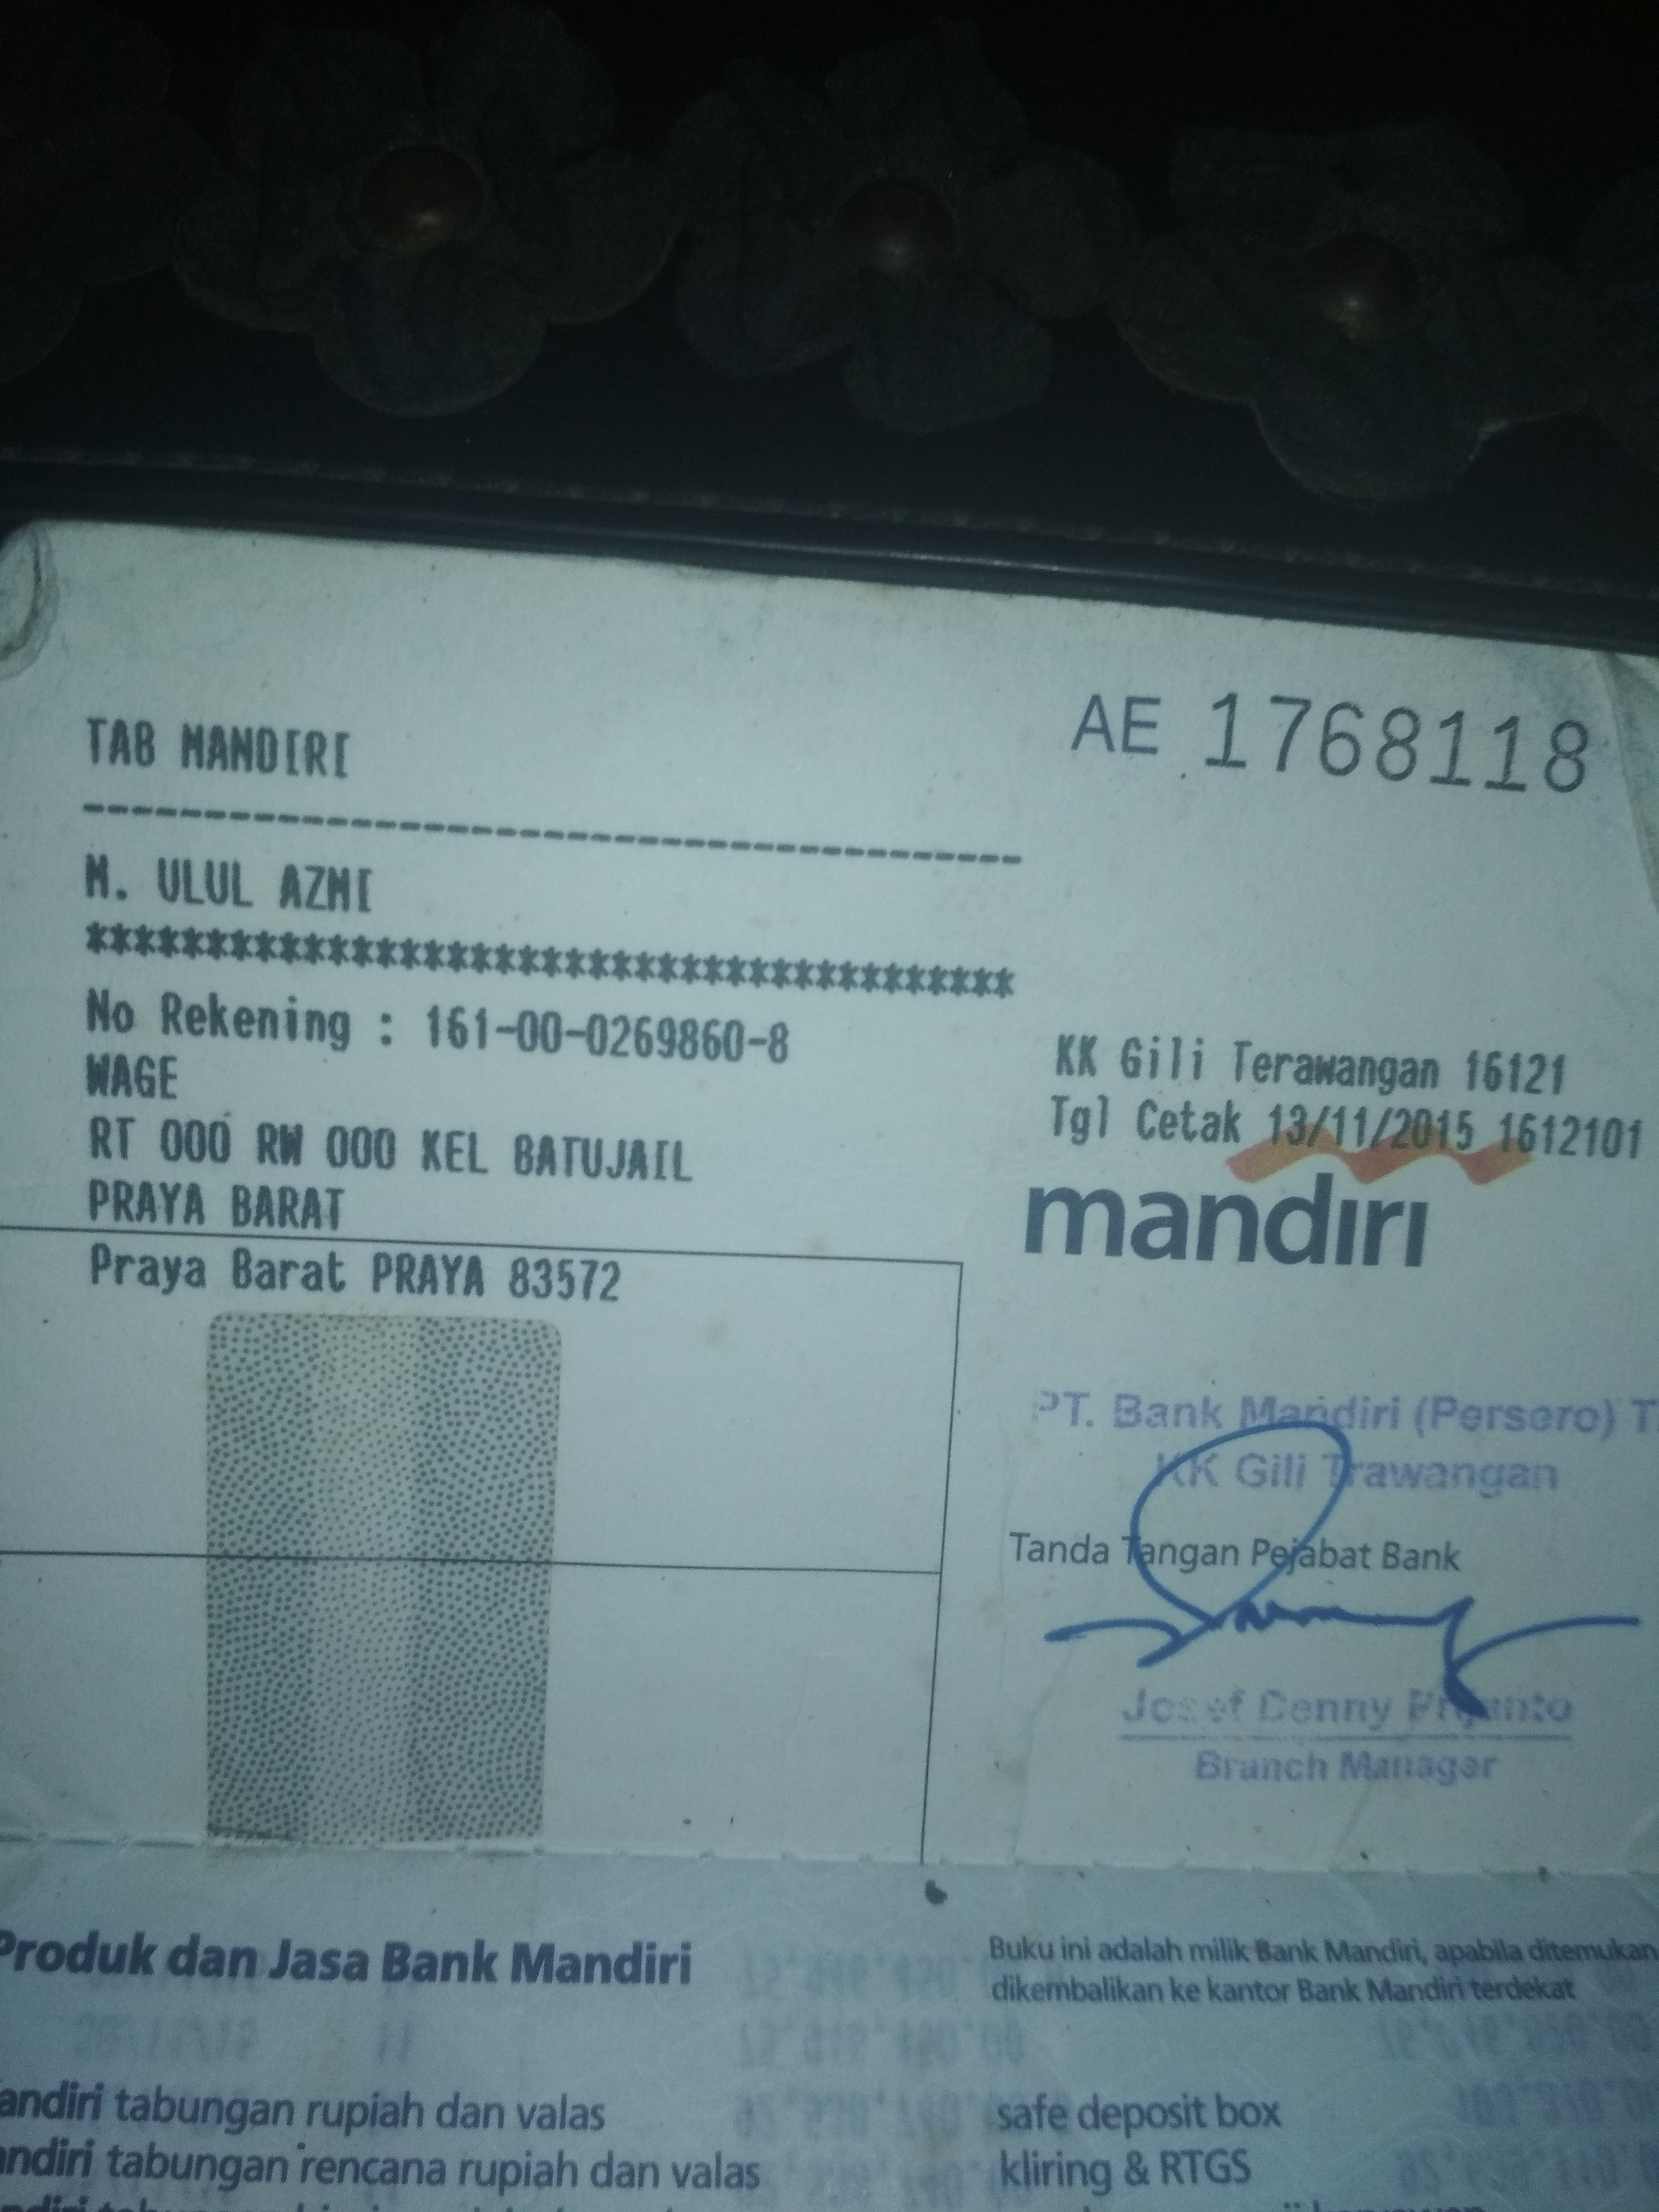 AE 1768118
TAB MANDIRI
----------------------------------------
M. ULUL AZMI
****************************************
No Rekening : 161-00-0269860-8
WAGE
RT 000 RW 000 KEL BATUJAIL
PRAYA BARAT
Praya Barat PRAYA 83572
KK Gili Terawangan 16121
Tgl Cetak 13/11/2015 1612101
mandiri
PT. Bank Mandiri (Persero) T
KK Gili Trawangan
Tanda Tangan Pejabat Bank
Josef Denny Prijanto
Branch Manager
Produk dan Jasa Bank Mandiri
Buku ini adalah milik Bank Mandiri, apabila ditemukan
dikembalikan ke kantor Bank Mandiri terdekat
andiri tabungan rupiah dan valas
andiri tabungan rencana rupiah dan valas
safe deposit box
kliring & RTGS